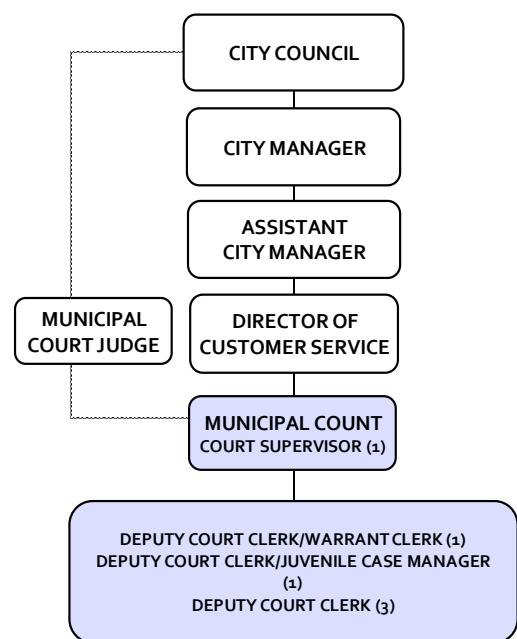 CITY COUNCIL
CITY MANAGER
ASSISTANT
CITY MANAGER
MUNICIPAL
COURT JUDGE
DIRECTOR OF
CUSTOMER SERVICE
MUNICIPAL COUNT
COURT SUPERVISOR (1)
DEPUTY COURT CLERK/WARRANT CLERK (1)
DEPUTY COURT CLERK/JUVENILE CASE MANAGER
(1)
DEPUTY COURT CLERK (3)